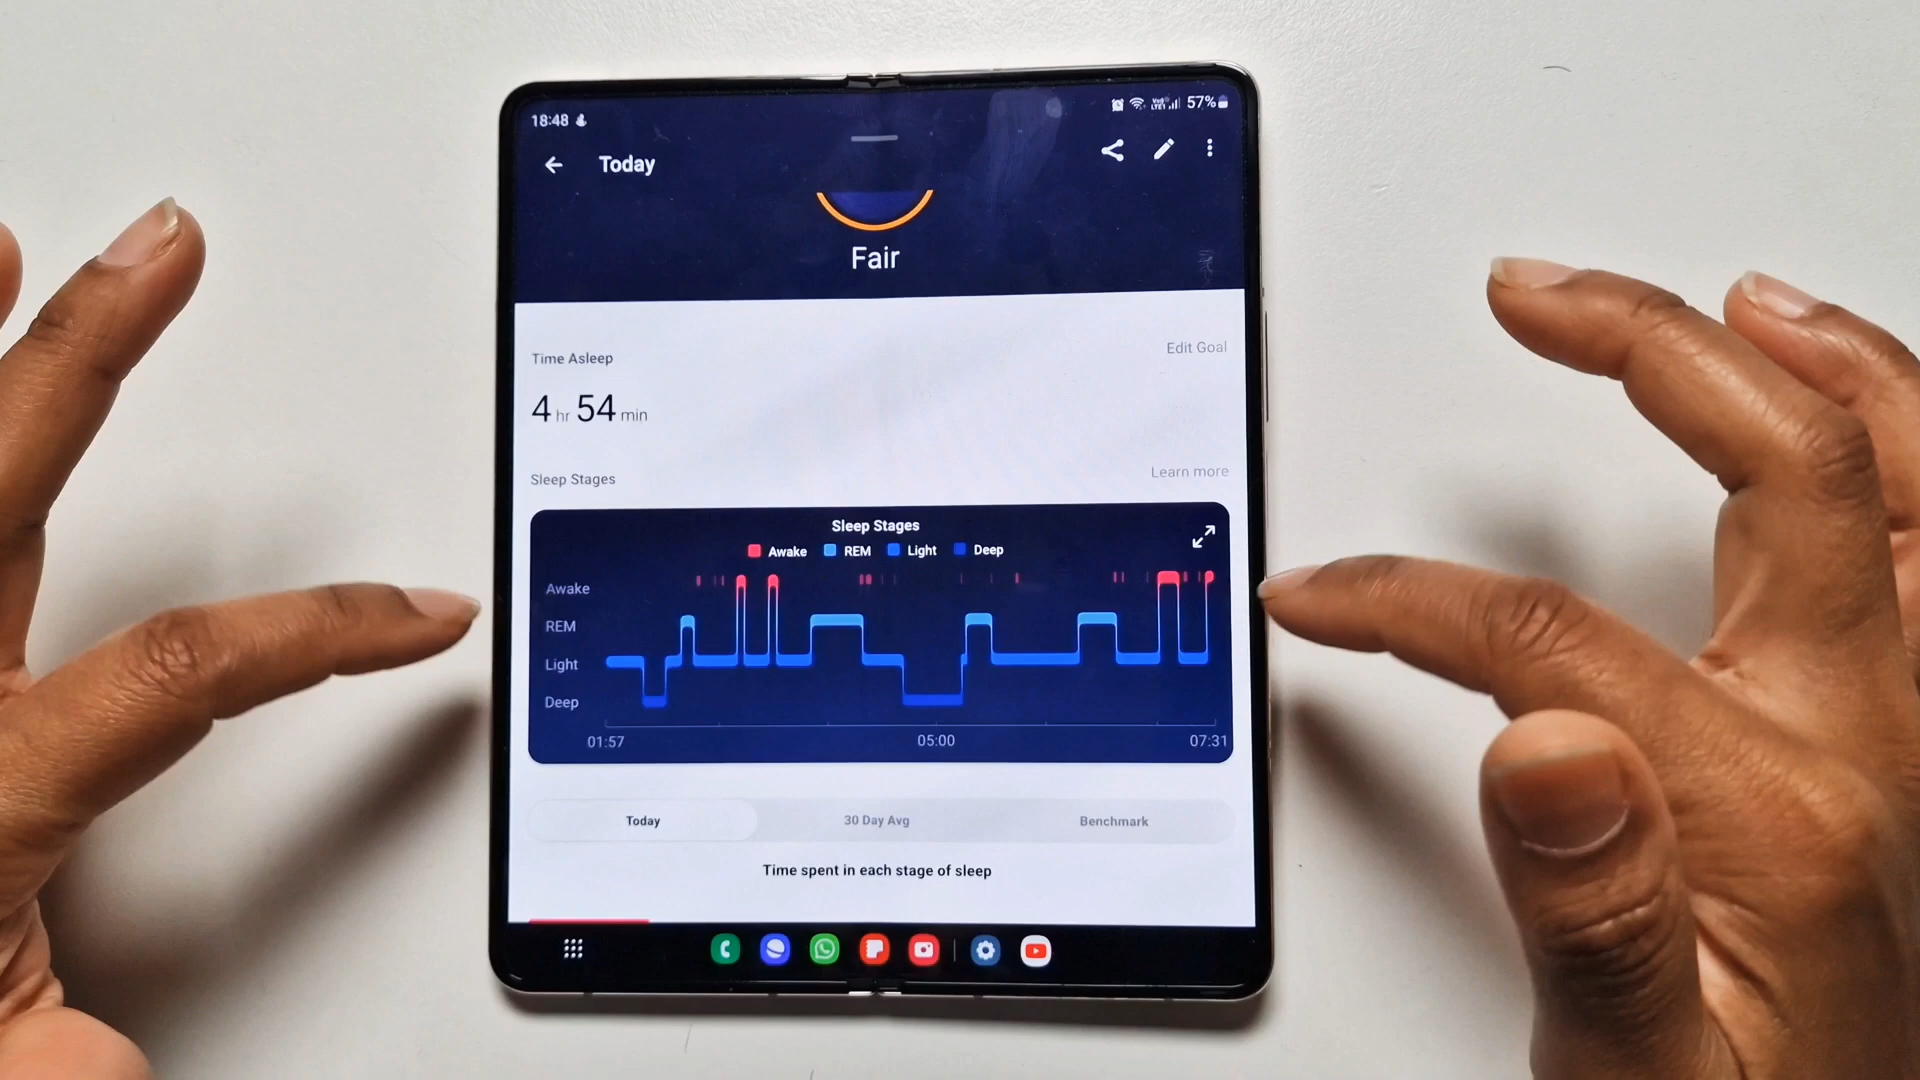 18:48
57%
Today
Fair
Time Asleep
Edit Goal
4 hr 54 min
Sleep Stages
Learn more
Sleep Stages
Awake REM Light Deep
Awake
REM
Light
Deep
01:57 05:00 07:31
Today 30 Day Avg Benchmark
Time spent in each stage of sleep